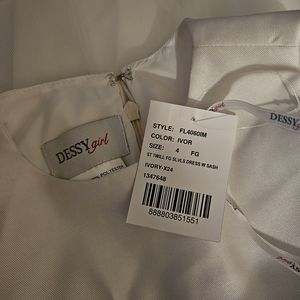 DESSY girl
POLYESTER
STYLE: FL4060IM
COLOR: IVOR
SIZE: 4 FG
ST TWILL FG SLVLS DRESS W SASH
IVORY-X24
1347648
888803851551